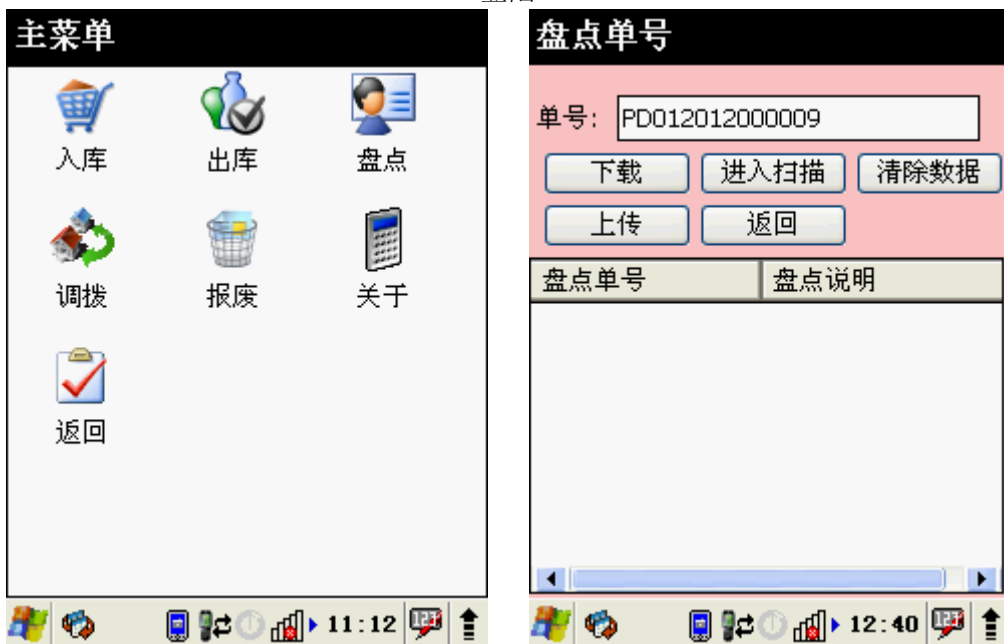 主菜单
入库 出库 盘点
调拨 报废 关于
返回
11:12
盘点单号
单号: PD012012000009
下载 进入扫描 清除数据
上传 返回
盘点单号 盘点说明
12:40